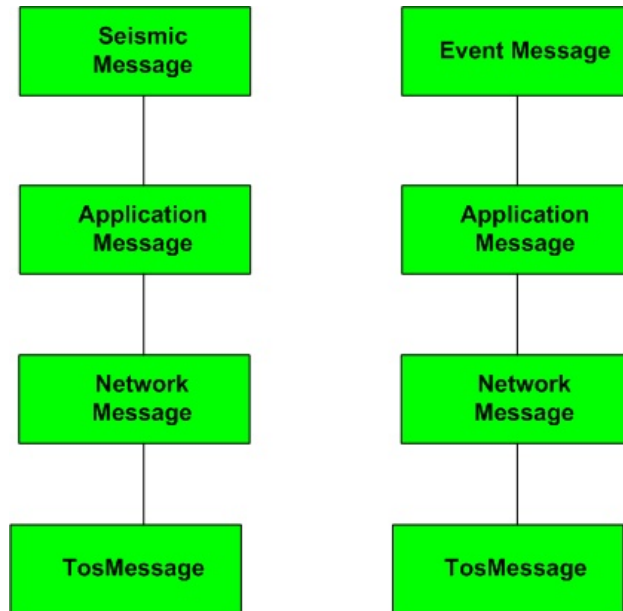 Seismic
Message
Application
Message
Network
Message
TosMessage
Event Message
Application
Message
Network
Message
TosMessage